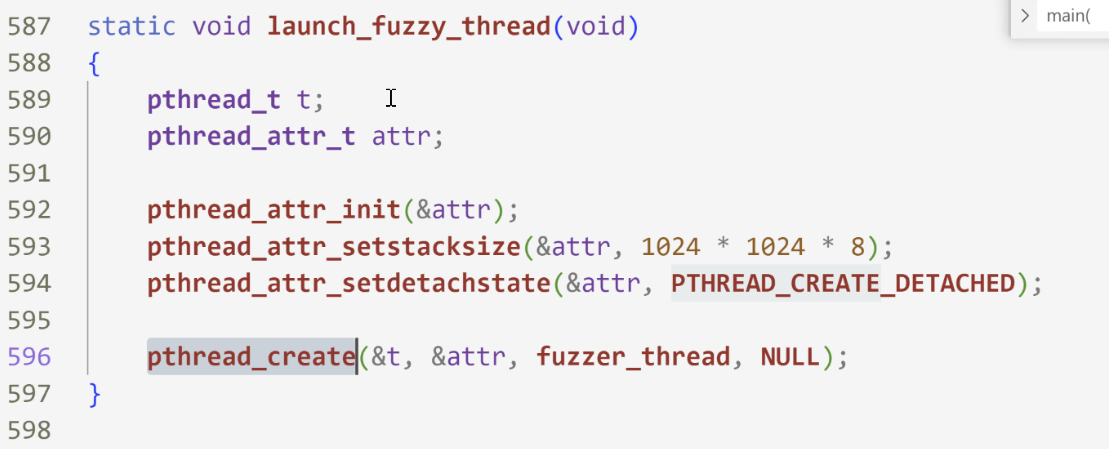 > main(
587 static void launch_fuzzy_thread(void)
588 {
589     pthread_t t;
590     pthread_attr_t attr;
591
592     pthread_attr_init(&attr);
593     pthread_attr_setstacksize(&attr, 1024 * 1024 * 8);
594     pthread_attr_setdetachstate(&attr, PTHREAD_CREATE_DETACHED);
595
596     pthread_create(&t, &attr, fuzzer_thread, NULL);
597 }
598